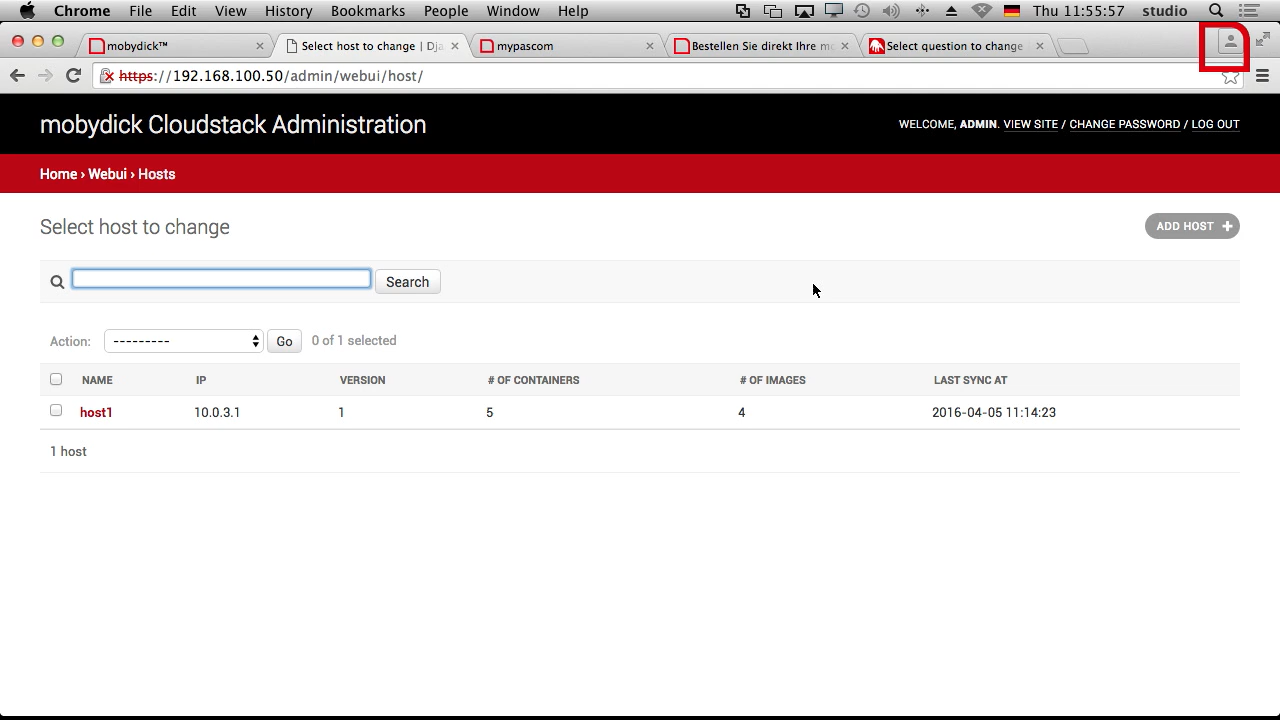 Chrome File Edit View History Bookmarks People Window Help Thu 11:55:57 studio
mobydick™ Select host to change | Dja mypascom Bestellen Sie direkt Ihre mo Select question to change
https://192.168.100.50/admin/webui/host/
mobydick Cloudstack Administration
WELCOME, ADMIN. VIEW SITE / CHANGE PASSWORD / LOG OUT
Home › Webui › Hosts
Select host to change
ADD HOST +
Search
Action: --------- Go 0 of 1 selected
NAME IP VERSION # OF CONTAINERS # OF IMAGES LAST SYNC AT
host1 10.0.3.1 1 5 4 2016-04-05 11:14:23
1 host